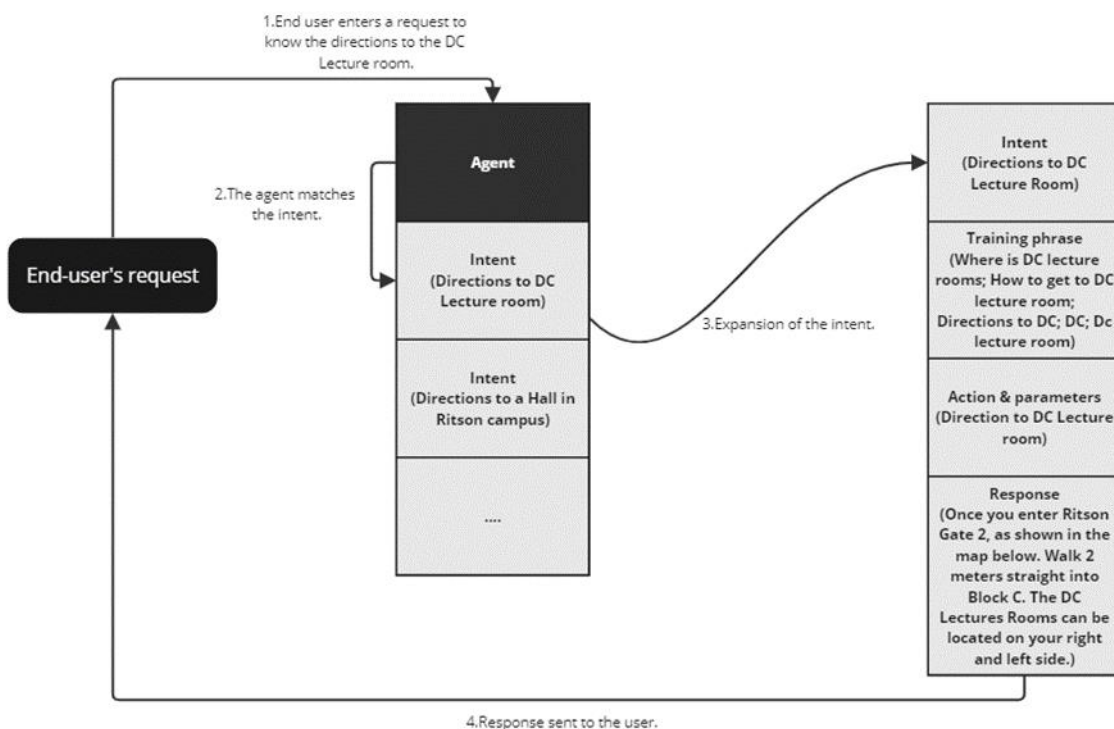 1.End user enters a request to
know the directions to the DC
Lecture room.
Agent
2.The agent matches
the intent.
End-user's request
Intent
(Directions to DC
Lecture room)
Intent
(Directions to a Hall in
Ritson campus)
....
3.Expansion of the intent.
Intent
(Directions to DC
Lecture Room)
Training phrase
(Where is DC lecture
rooms; How to get to DC
lecture room;
Directions to DC; DC; Dc
lecture room)
Action & parameters
(Direction to DC Lecture
room)
Response
(Once you enter Ritson
Gate 2, as shown in the
map below. Walk 2
meters straight into
Block C. The DC
Lectures Rooms can be
located on your right
and left side.)
4.Response sent to the user.